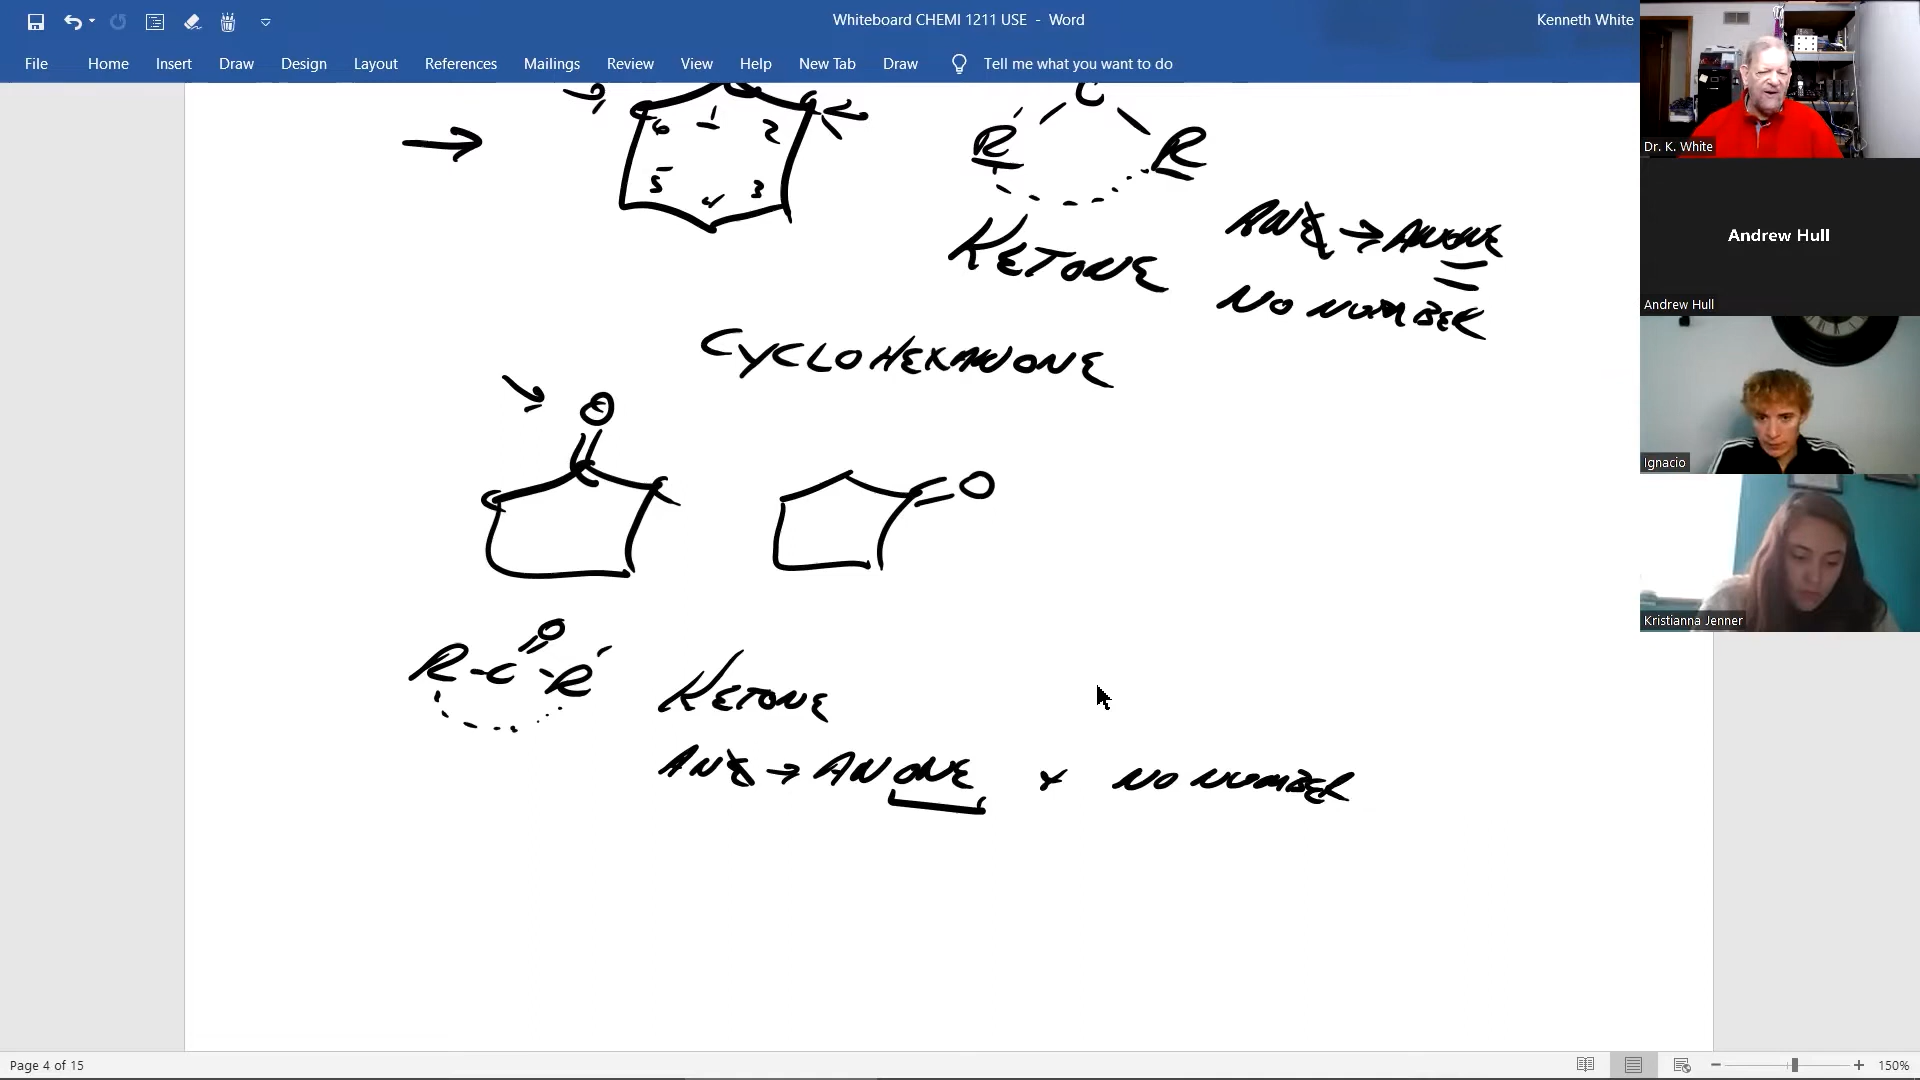 Whiteboard CHEMI 1211 USE - Word
Kenneth White
File Home Insert Draw Design Layout References Mailings Review View Help New Tab Draw Tell me what you want to do
6 1 2
5 4 3
C
R' R
KETONE
ANE → ANONE
NO NUMBER
CYCLOHEXANONE
O
O
O
R-C-R'
KETONE
ANE → ANONE + NO NUMBER
Dr. K. White
Andrew Hull
Andrew Hull
Ignacio
Kristianna Jenner
Page 4 of 15
150%